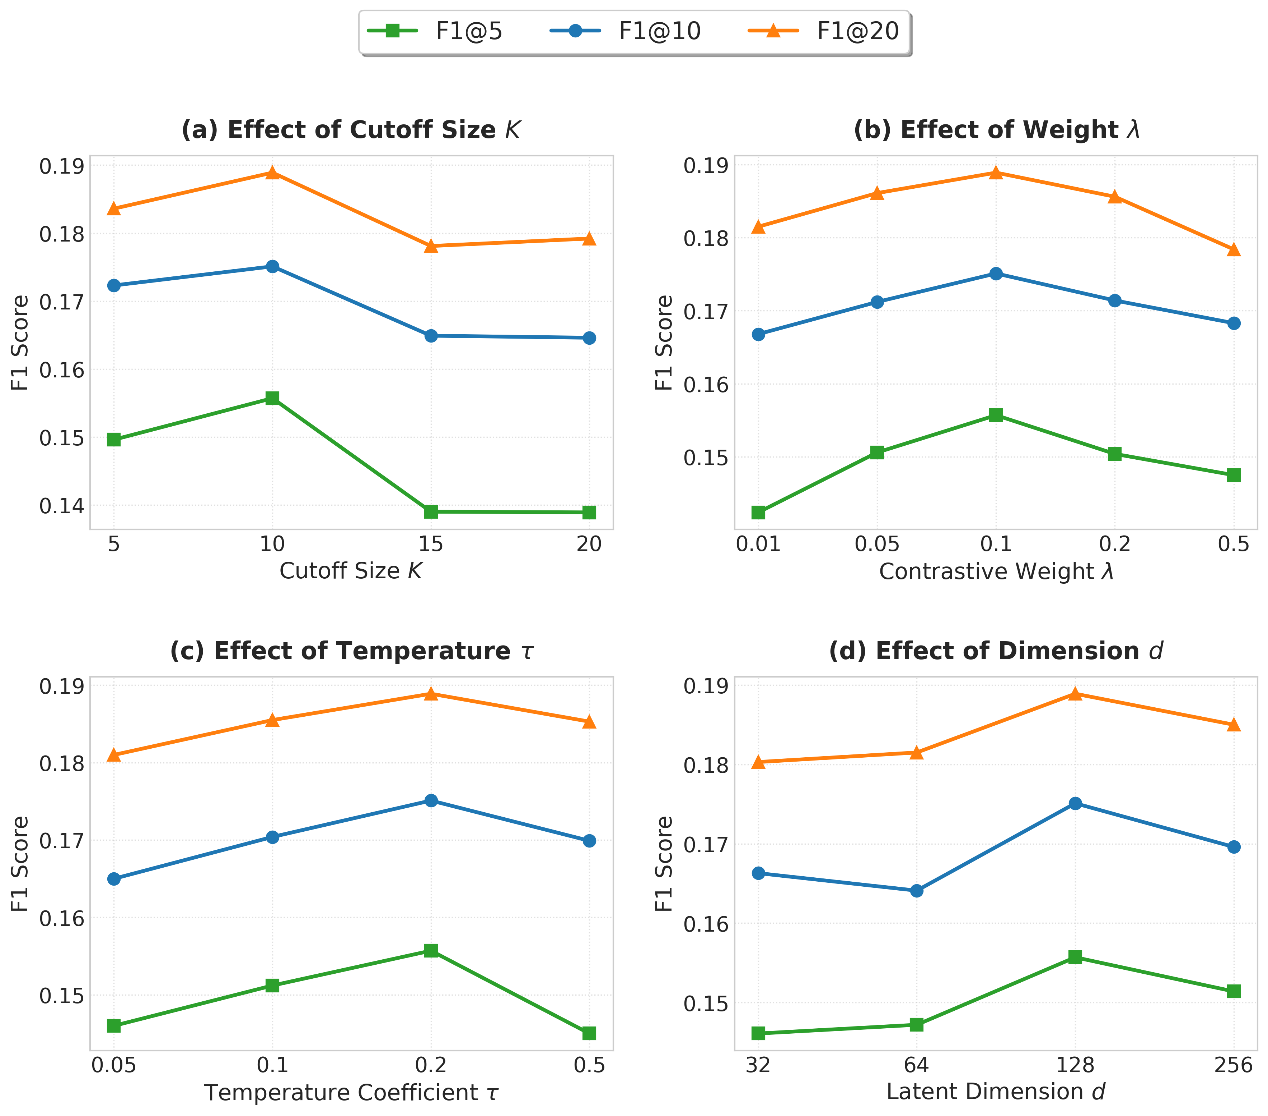 F1@5 F1@10 F1@20
(a) Effect of Cutoff Size K
0.19
0.18
0.17
0.16
0.15
0.14
F1 Score
5 10 15 20
Cutoff Size K
(b) Effect of Weight λ
0.19
0.18
0.17
0.16
0.15
F1 Score
0.01 0.05 0.1 0.2 0.5
Contrastive Weight λ
(c) Effect of Temperature τ
0.19
0.18
0.17
0.16
0.15
F1 Score
0.05 0.1 0.2 0.5
Temperature Coefficient τ
(d) Effect of Dimension d
0.19
0.18
0.17
0.16
0.15
F1 Score
32 64 128 256
Latent Dimension d